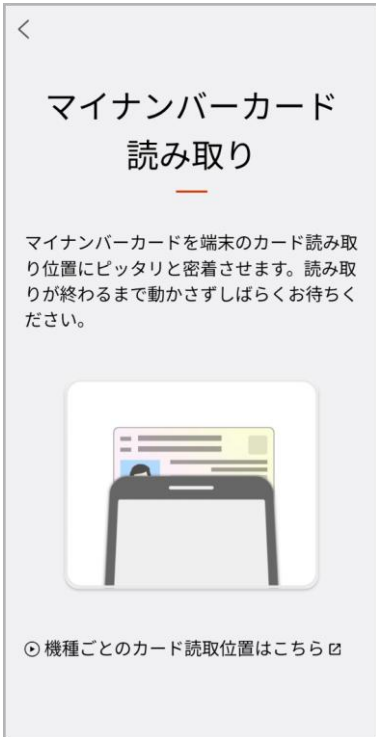 マイナンバーカード
読み取り
マイナンバーカードを端末のカード読み取
り位置にピッタリと密着させます。読み取
りが終わるまで動かさずしばらくお待ちく
ださい。
機種ごとのカード読取位置はこちら